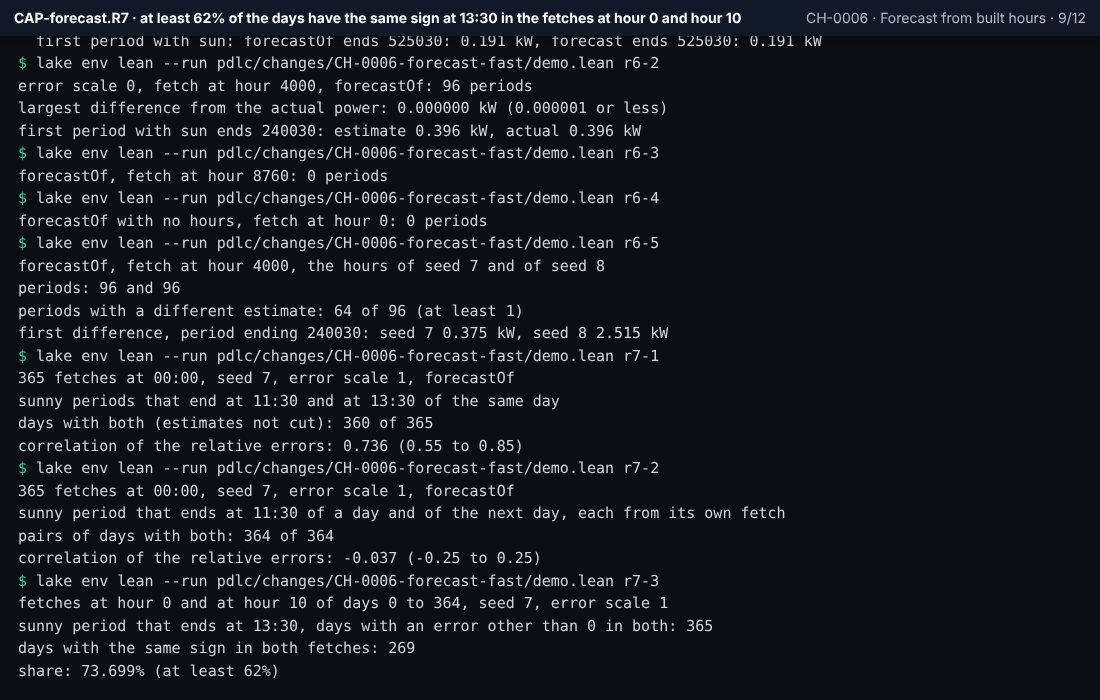 CAP-forecast.R7 · at least 62% of the days have the same sign at 13:30 in the fetches at hour 0 and hour 10
CH-0006 · Forecast from built hours · 9/12
first period with sun: forecastOf ends 525030: 0.191 kW, forecast ends 525030: 0.191 kW
$ lake env lean --run pdlc/changes/CH-0006-forecast-fast/demo.lean r6-2
error scale 0, fetch at hour 4000, forecastOf: 96 periods
largest difference from the actual power: 0.000000 kW (0.000001 or less)
first period with sun ends 240030: estimate 0.396 kW, actual 0.396 kW
$ lake env lean --run pdlc/changes/CH-0006-forecast-fast/demo.lean r6-3
forecastOf, fetch at hour 8760: 0 periods
$ lake env lean --run pdlc/changes/CH-0006-forecast-fast/demo.lean r6-4
forecastOf with no hours, fetch at hour 0: 0 periods
$ lake env lean --run pdlc/changes/CH-0006-forecast-fast/demo.lean r6-5
forecastOf, fetch at hour 4000, the hours of seed 7 and of seed 8
periods: 96 and 96
periods with a different estimate: 64 of 96 (at least 1)
first difference, period ending 240030: seed 7 0.375 kW, seed 8 2.515 kW
$ lake env lean --run pdlc/changes/CH-0006-forecast-fast/demo.lean r7-1
365 fetches at 00:00, seed 7, error scale 1, forecastOf
sunny periods that end at 11:30 and at 13:30 of the same day
days with both (estimates not cut): 360 of 365
correlation of the relative errors: 0.736 (0.55 to 0.85)
$ lake env lean --run pdlc/changes/CH-0006-forecast-fast/demo.lean r7-2
365 fetches at 00:00, seed 7, error scale 1, forecastOf
sunny period that ends at 11:30 of a day and of the next day, each from its own fetch
pairs of days with both: 364 of 364
correlation of the relative errors: -0.037 (-0.25 to 0.25)
$ lake env lean --run pdlc/changes/CH-0006-forecast-fast/demo.lean r7-3
fetches at hour 0 and at hour 10 of days 0 to 364, seed 7, error scale 1
sunny period that ends at 13:30, days with an error other than 0 in both: 365
days with the same sign in both fetches: 269
share: 73.699% (at least 62%)